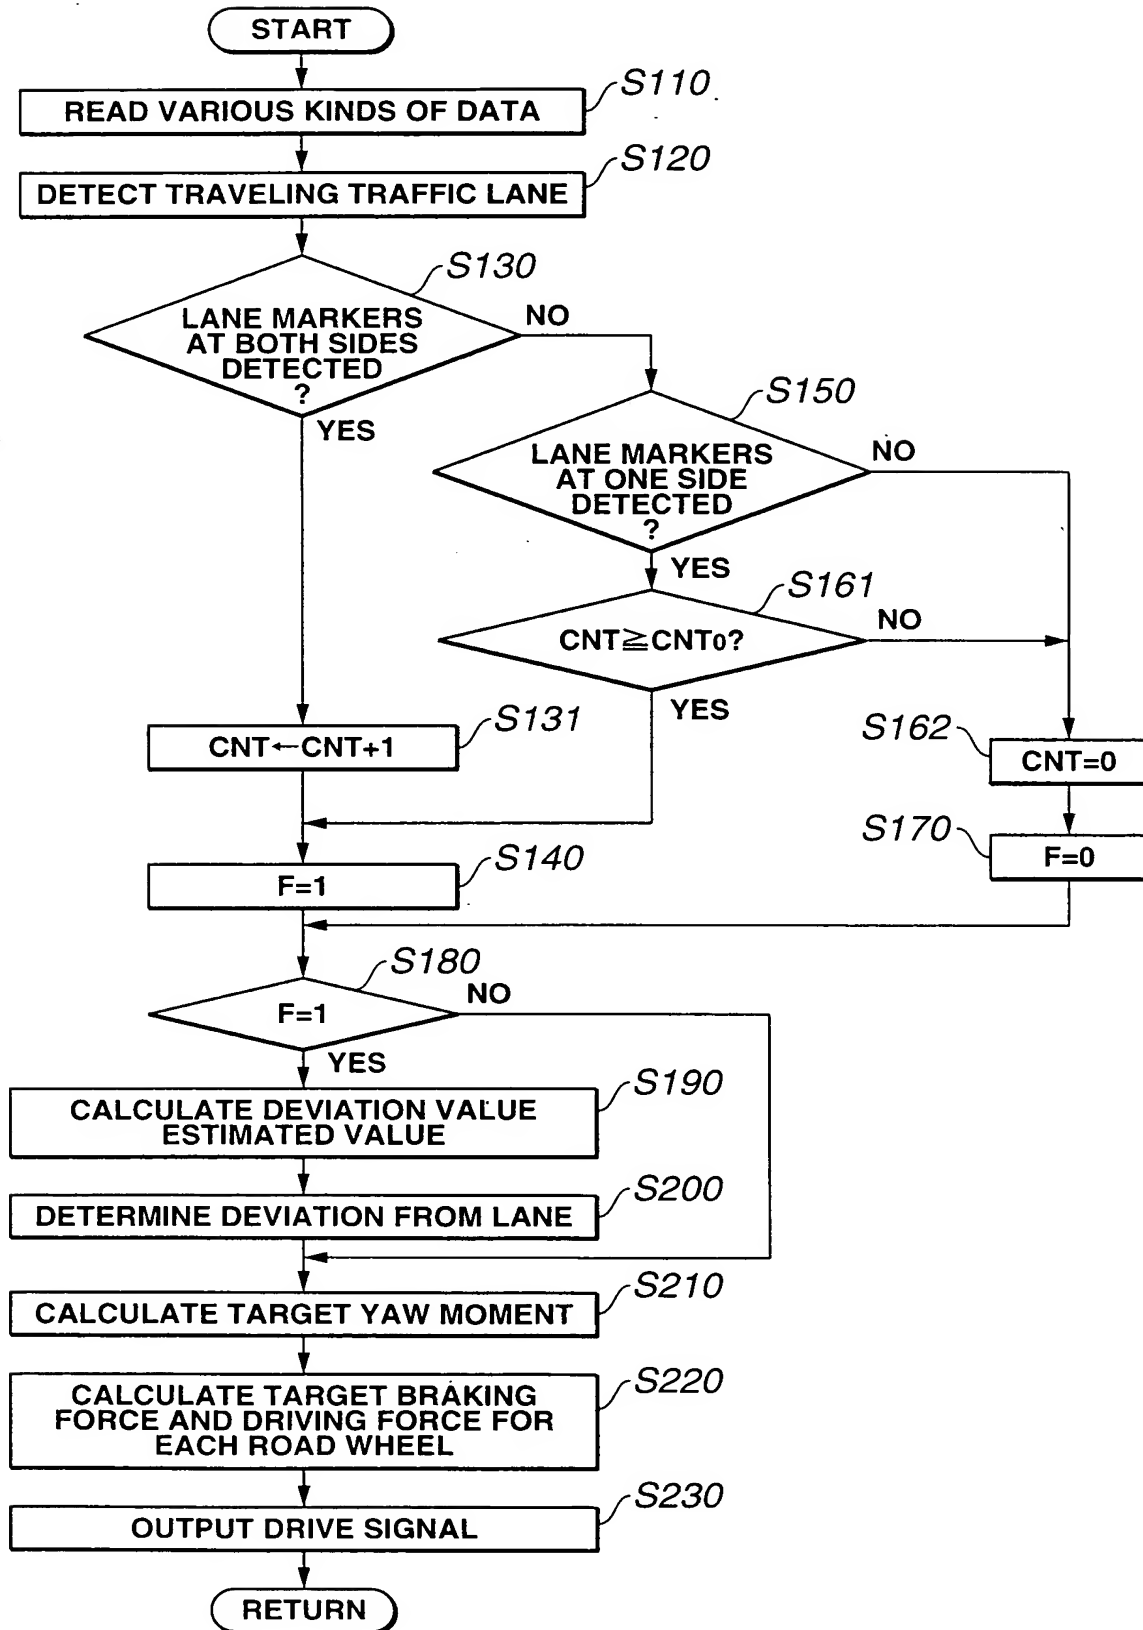 START
READ VARIOUS KINDS OF DATA
S110
DETECT TRAVELING TRAFFIC LANE
S120
LANE MARKERS
AT BOTH SIDES
DETECTED
?
S130
NO
YES
LANE MARKERS
AT ONE SIDE
DETECTED
?
S150
NO
YES
CNT≧CNT0?
S161
NO
YES
CNT←CNT+1
S131
S162
CNT=0
S170
F=0
F=1
S140
F=1
S180
NO
YES
CALCULATE DEVIATION VALUE
ESTIMATED VALUE
S190
DETERMINE DEVIATION FROM LANE
S200
CALCULATE TARGET YAW MOMENT
S210
CALCULATE TARGET BRAKING
FORCE AND DRIVING FORCE FOR
EACH ROAD WHEEL
S220
OUTPUT DRIVE SIGNAL
S230
RETURN